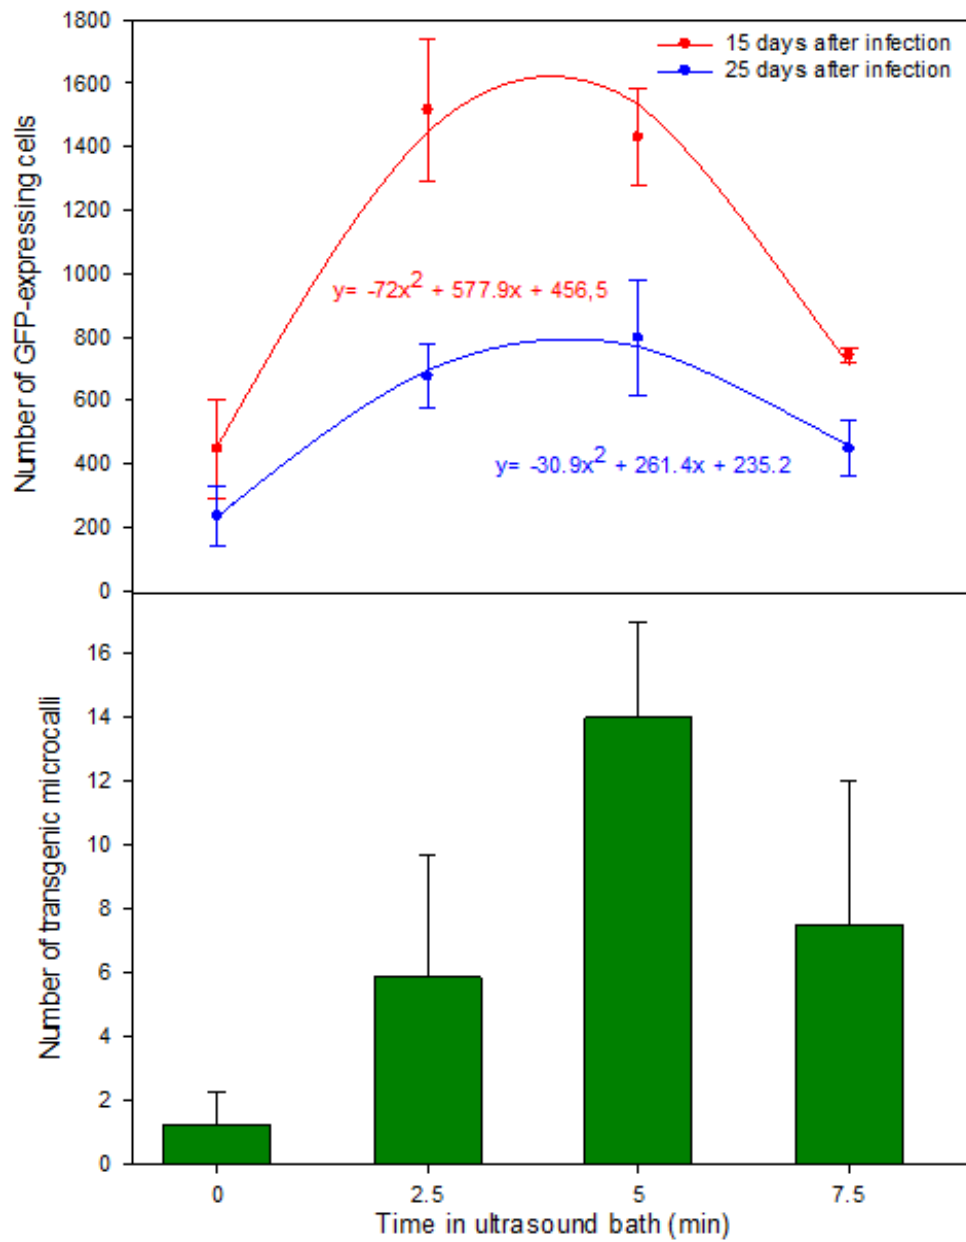 1800
1600
1400
1200
1000
800
600
400
200
0
Number of GFP-expressing cells
15 days after infection
25 days after infection
y= -72x² + 577.9x + 456,5
y= -30.9x² + 261.4x + 235.2
16
14
12
10
8
6
4
2
0
Number of transgenic microcalli
0 2.5 5 7.5
Time in ultrasound bath (min)